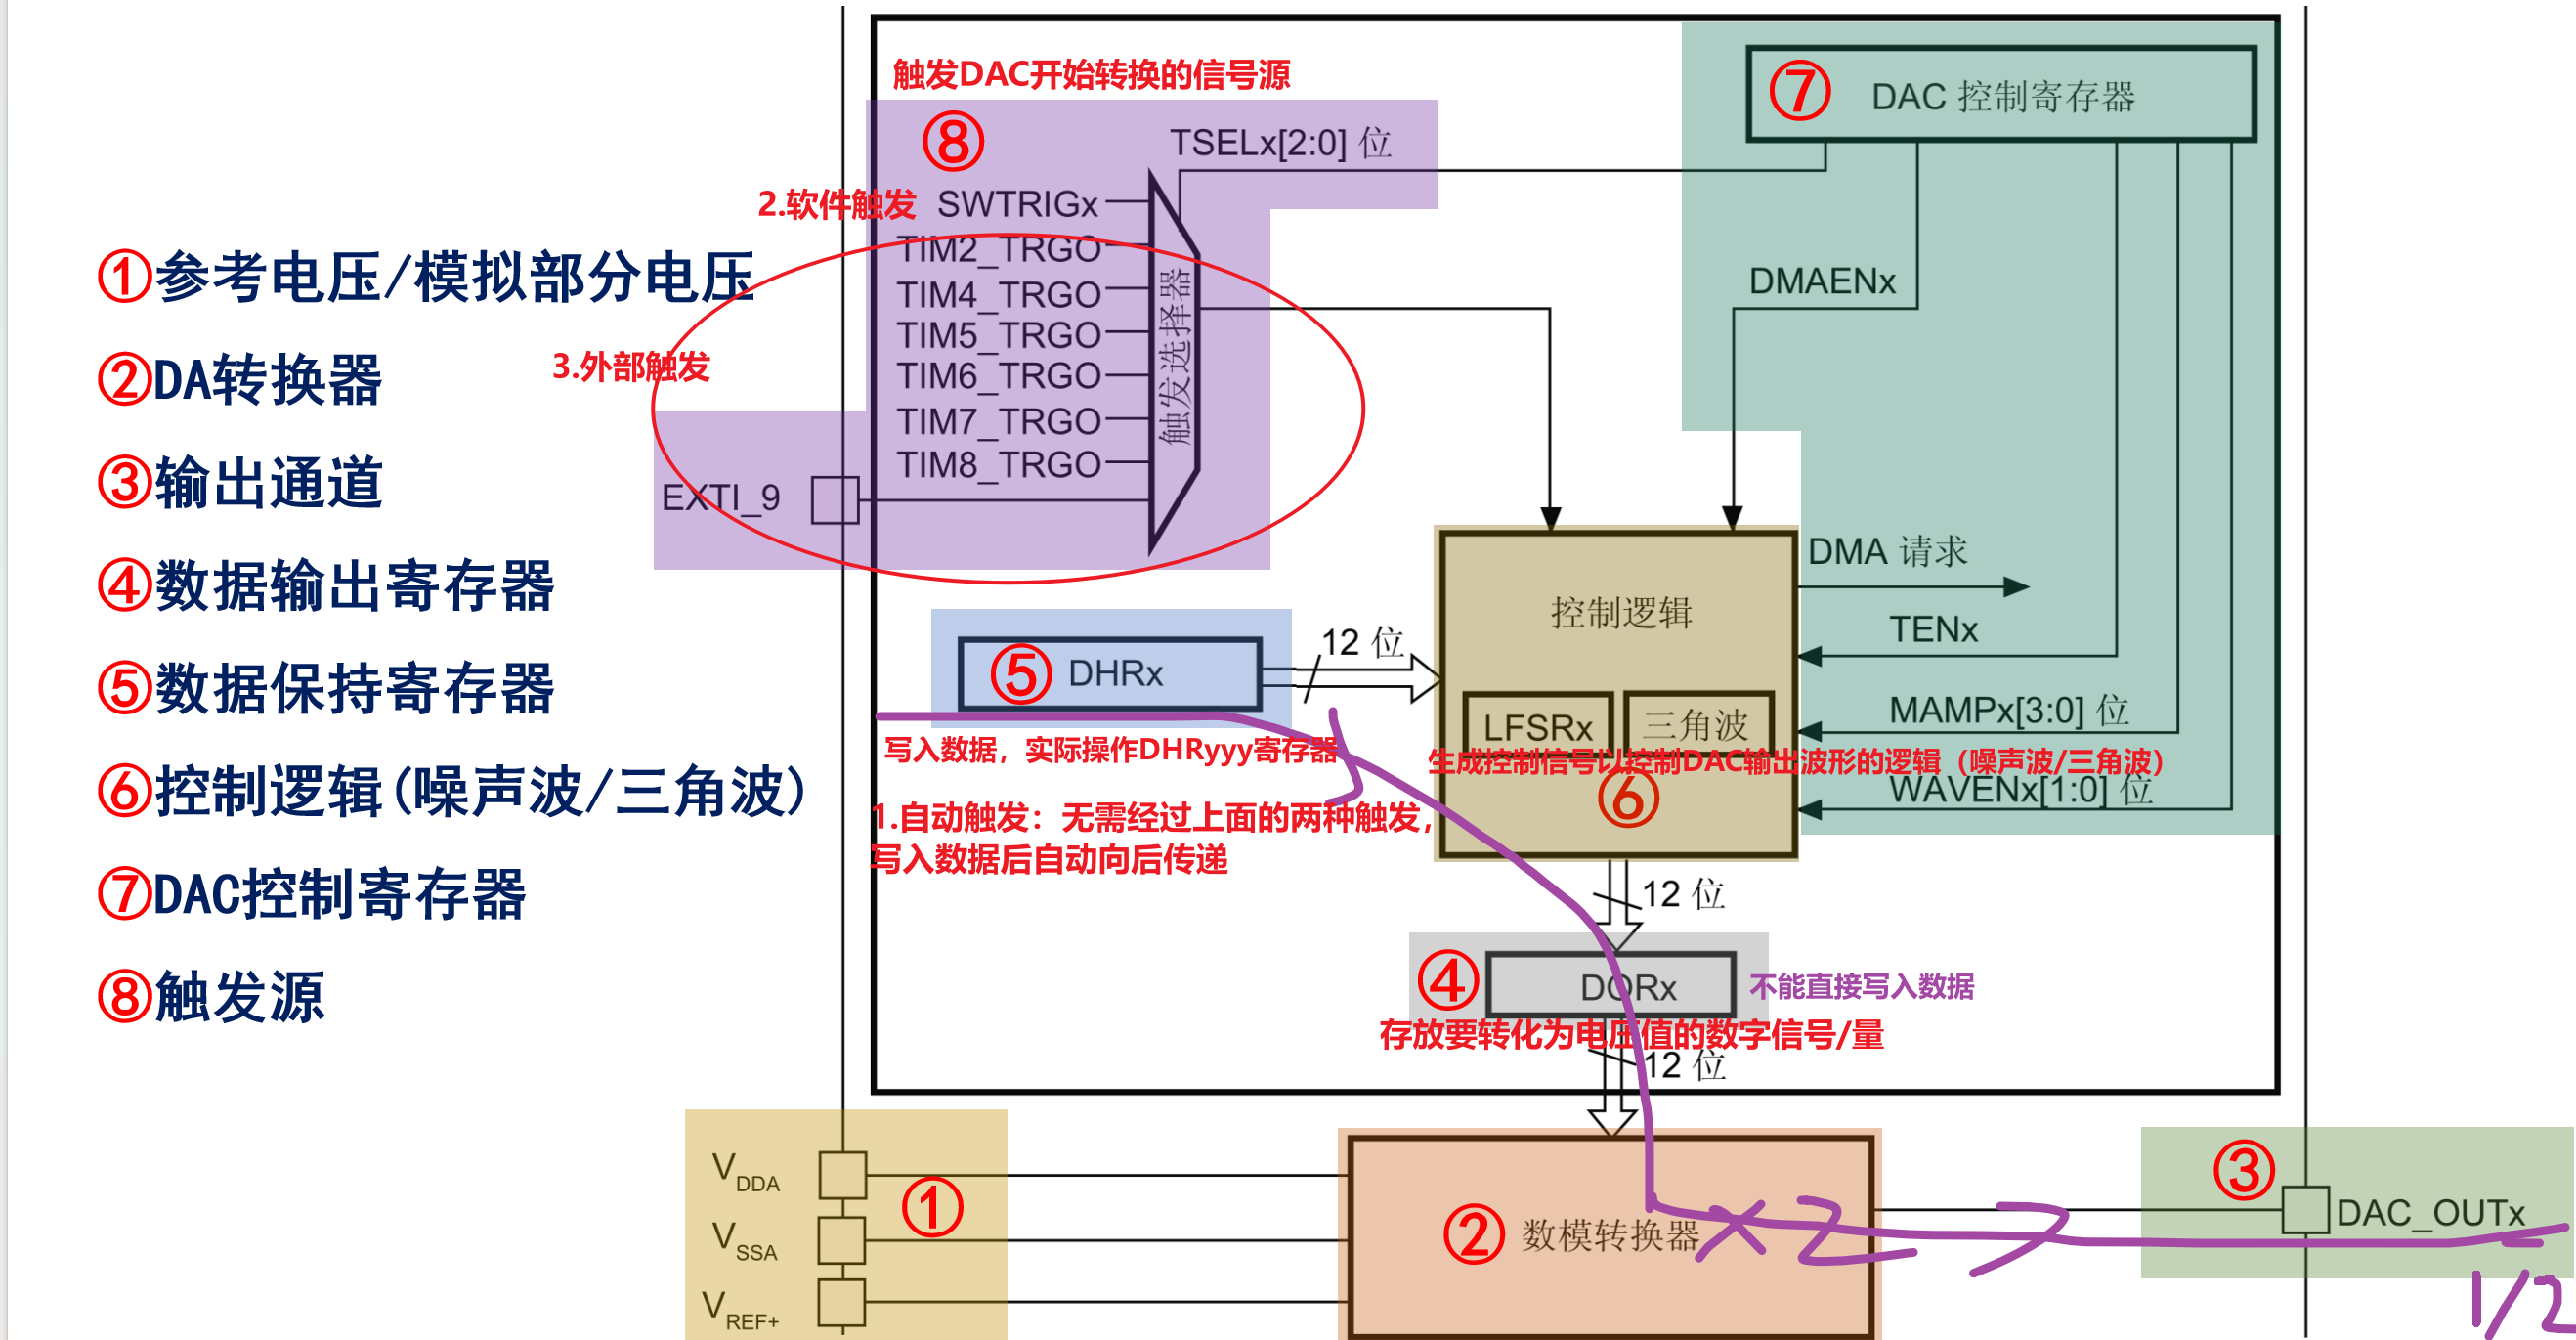 ①参考电压/模拟部分电压
②DA转换器
③输出通道
④数据输出寄存器
⑤数据保持寄存器
⑥控制逻辑(噪声波/三角波)
⑦DAC控制寄存器
⑧触发源
触发DAC开始转换的信号源
⑧
TSELx[2:0] 位
2.软件触发
SWTRIGx
TIM2_TRGO
TIM4_TRGO
TIM5_TRGO
TIM6_TRGO
TIM7_TRGO
TIM8_TRGO
3.外部触发
EXTI_9
触发选择器
⑦ DAC 控制寄存器
DMAENx
DMA 请求
TENx
MAMPx[3:0] 位
WAVENx[1:0] 位
⑤ DHRx
12 位
控制逻辑
LFSRx
三角波
写入数据，实际操作DHRyyy寄存器
生成控制信号以控制DAC输出波形的逻辑（噪声波/三角波）
⑥
1.自动触发：无需经过上面的两种触发，
写入数据后自动向后传递
12 位
④ DORx
不能直接写入数据
存放要转化为电压值的数字信号/量
12 位
VDDA
VSSA
VREF+
①
② 数模转换器
X2
③
DAC_OUTx
1/2